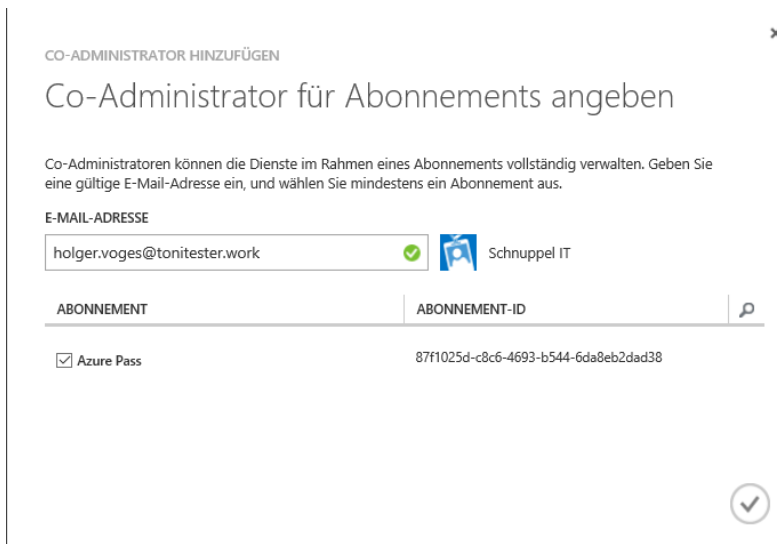 CO-ADMINISTRATOR HINZUFÜGEN
Co-Administrator für Abonnements angeben
Co-Administratoren können die Dienste im Rahmen eines Abonnements vollständig verwalten. Geben Sie
eine gültige E-Mail-Adresse ein, und wählen Sie mindestens ein Abonnement aus.
E-MAIL-ADRESSE
holger.voges@tonitester.work Schnuppel IT
ABONNEMENT ABONNEMENT-ID
Azure Pass 87f1025d-c8c6-4693-b544-6da8eb2dad38